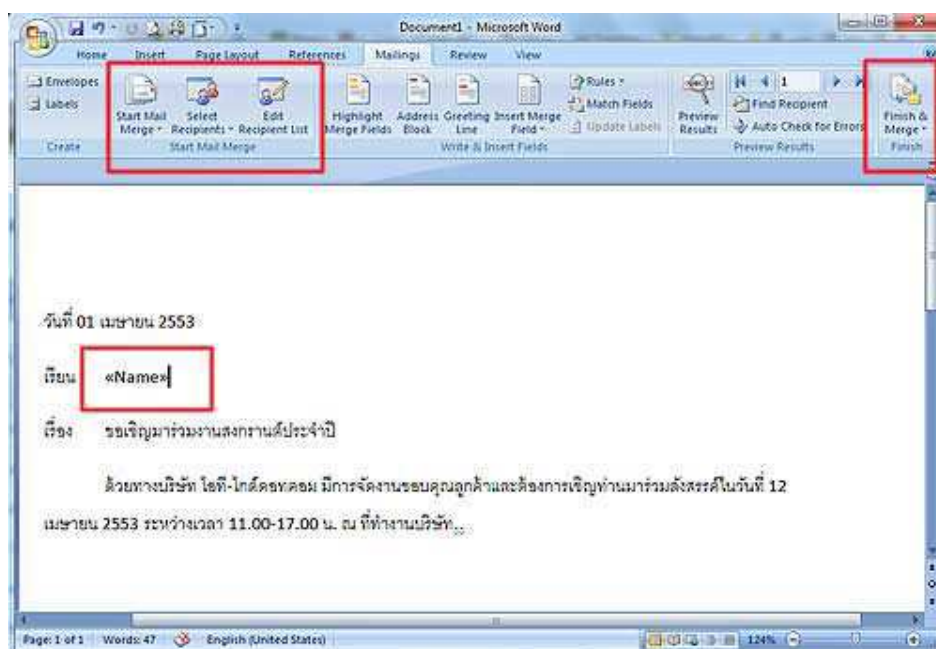 Document1 - Microsoft Word
Home Insert Page Layout References Mailings Review View
Envelopes
Labels
Create
Start Mail Merge
Select Recipients
Edit Recipient List
Start Mail Merge
Highlight Merge Fields
Address Block
Greeting Line
Insert Merge Field
Rules
Match Fields
Update Labels
Write & Insert Fields
Preview Results
1
Find Recipient
Auto Check for Errors
Preview Results
Finish & Merge
Finish
วันที่ 01 เมษายน 2553
เรียน «Name»
เรื่อง ขอเชิญมาร่วมงานสงกรานต์ประจำปี
ด้วยทางบริษัท ไอที-ไกด์ดอทคอม มีการจัดงานขอบคุณลูกค้าและต้องการเชิญท่านมาร่วมสังสรรค์ในวันที่ 12
เมษายน 2553 ระหว่างเวลา 11.00-17.00 น. ณ ที่ทำงานบริษัท..
Page: 1 of 1 Words: 47 English (United States) 124%